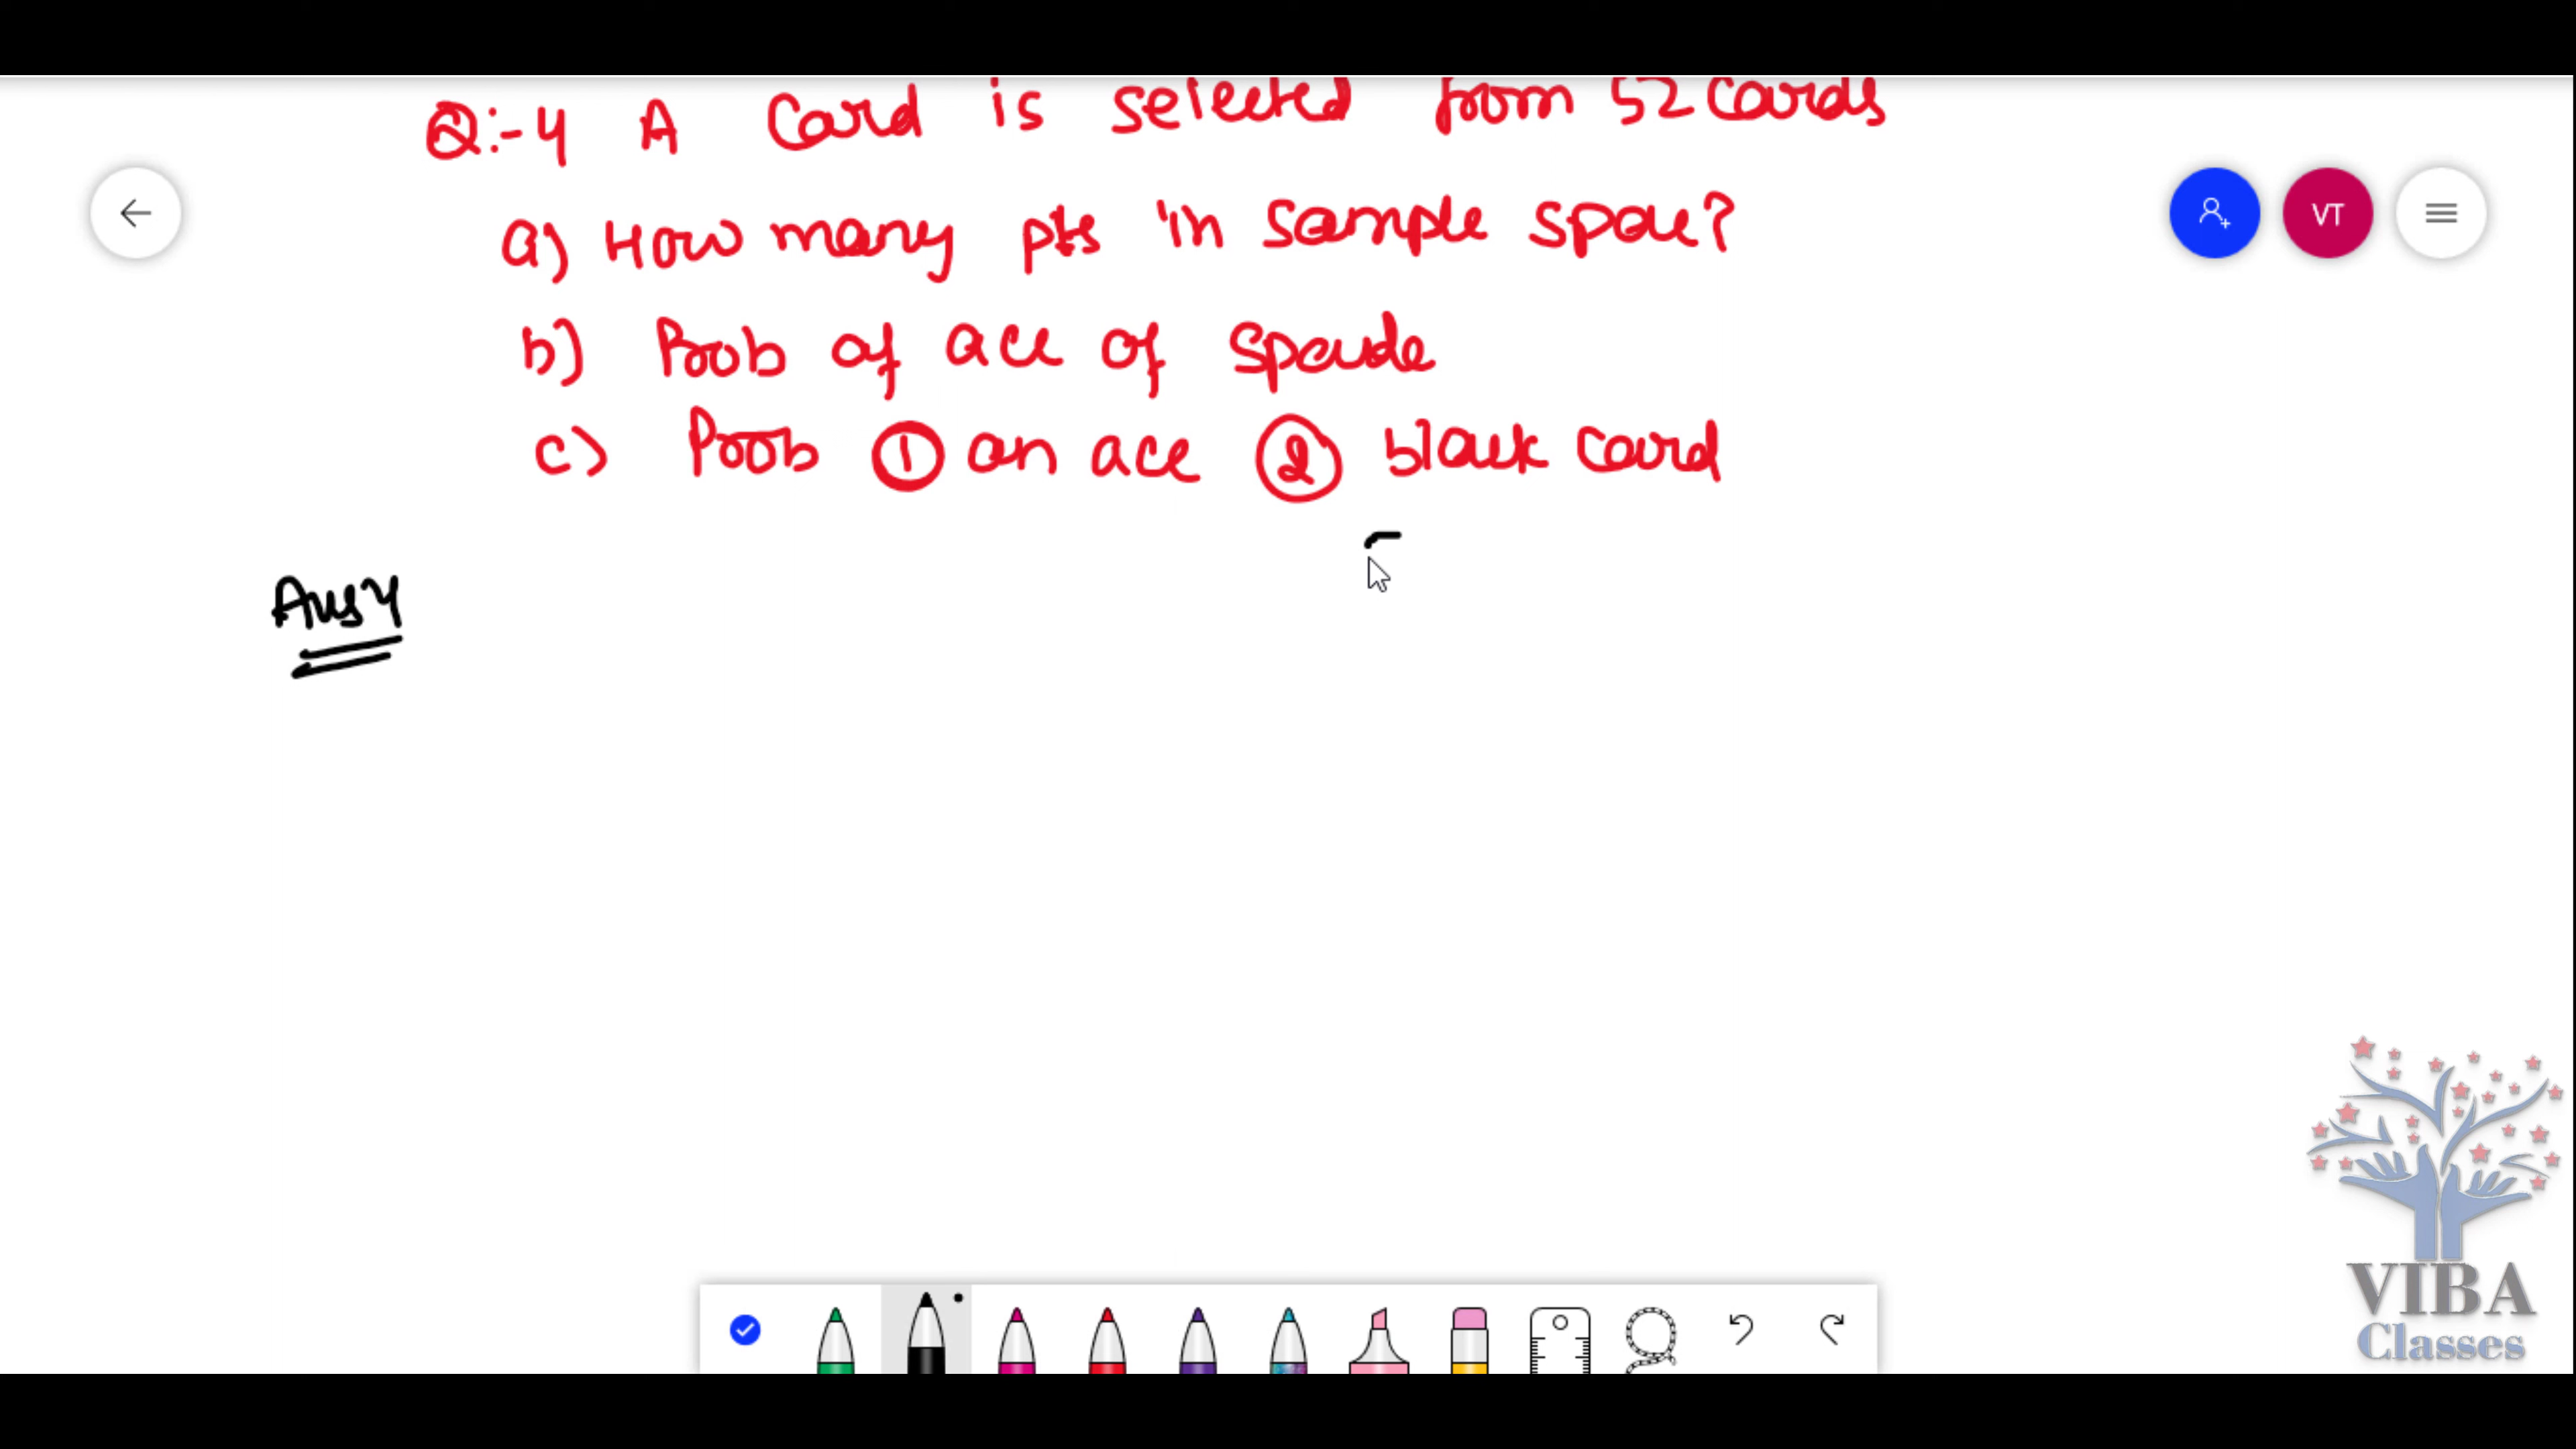 Q:-4 A Card is selected from 52 Cards
a) How many pts in sample space?
VT
b) Prob of ace of Spade
c) Prob ① an ace ② black card
Ans 4
VIBA
Classes